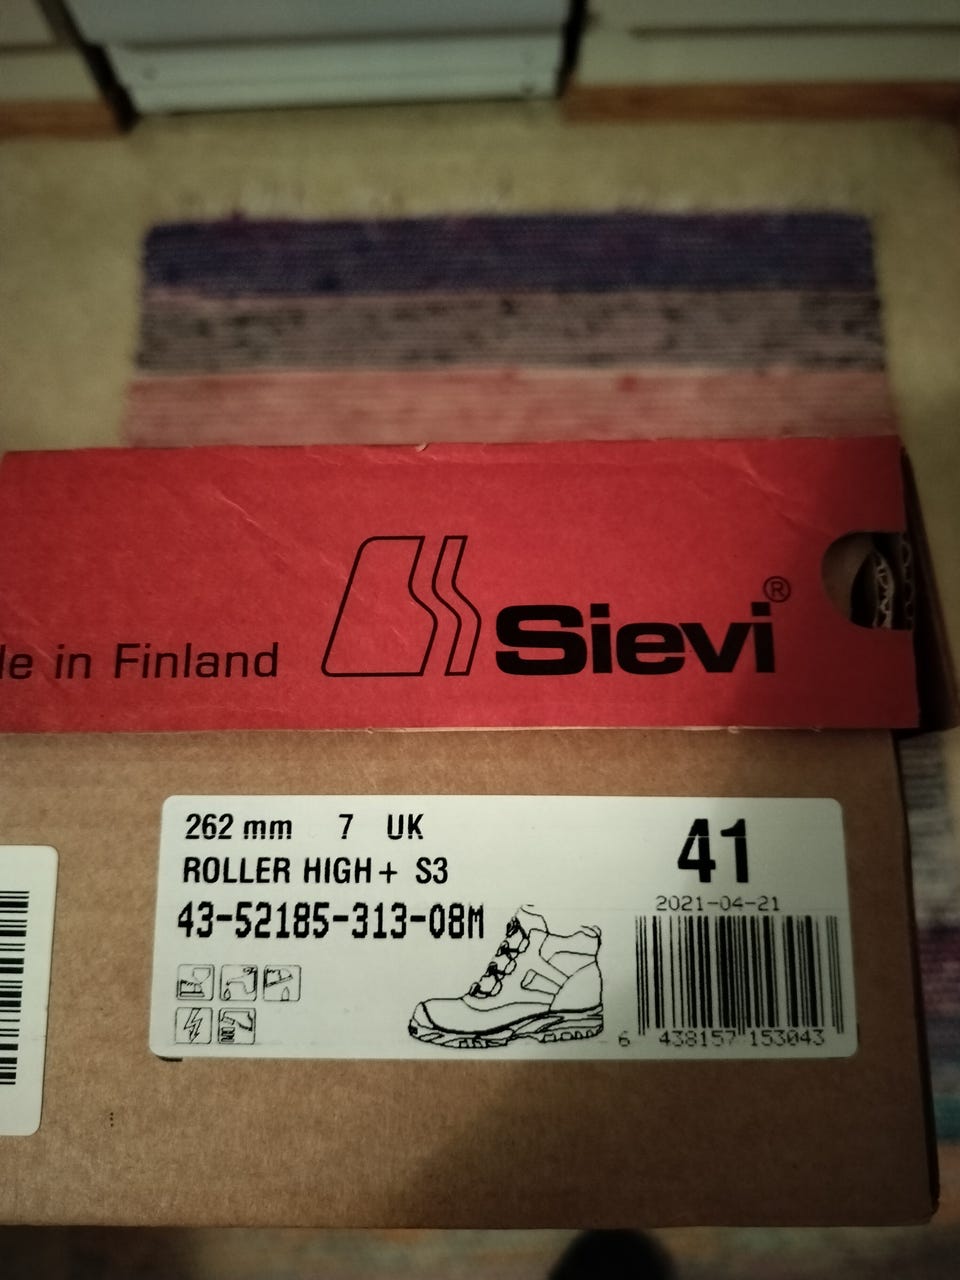 le in Finland
Sievi®
262 mm 7 UK
ROLLER HIGH+ S3
43-52185-313-08M
41
2021-04-21
6 438157 153043